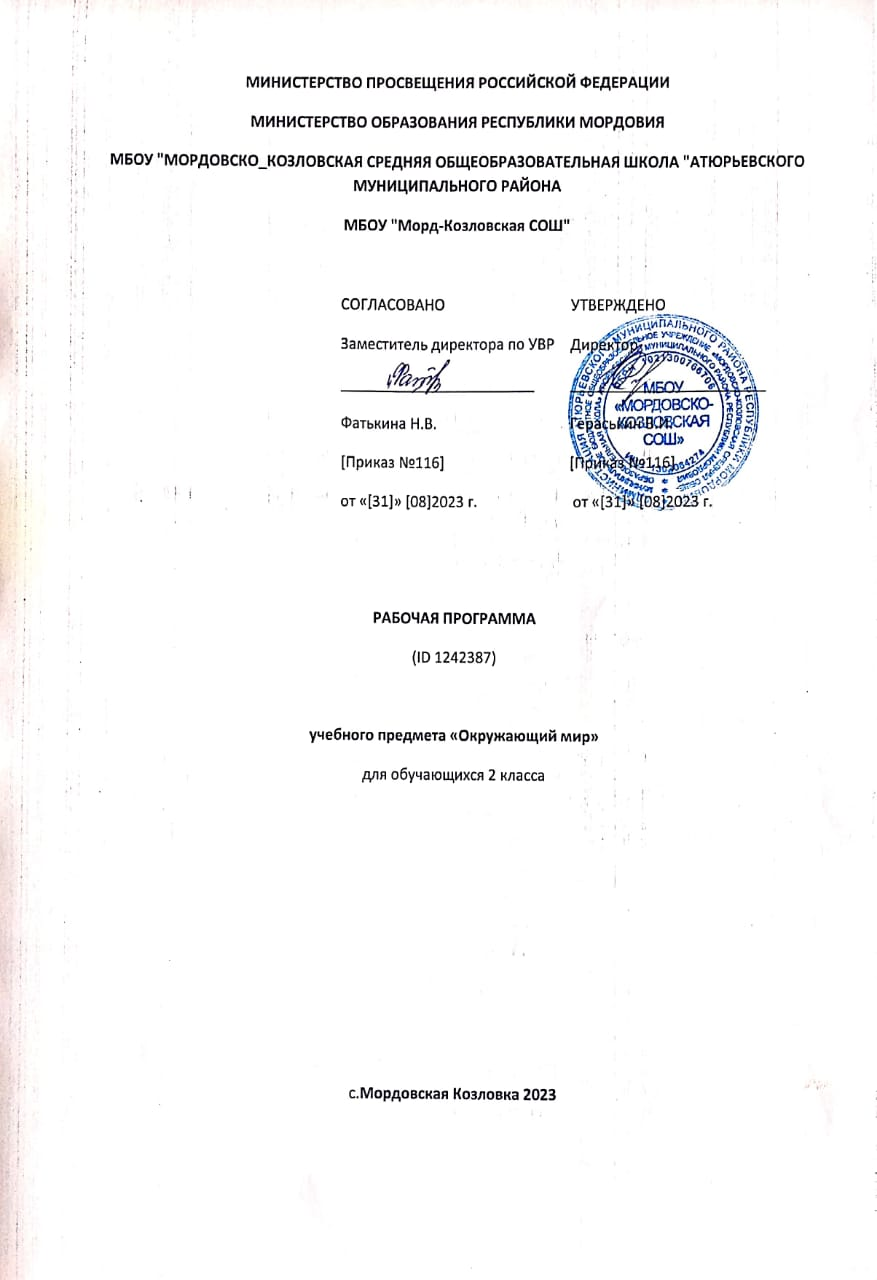 МИНИСТЕРСТВО ПРОСВЕЩЕНИЯ РОССИЙСКОЙ ФЕДЕРАЦИИ
МИНИСТЕРСТВО ОБРАЗОВАНИЯ РЕСПУБЛИКИ МОРДОВИЯ
МБОУ "МОРДОВСКО_КОЗЛОВСКАЯ СРЕДНЯЯ ОБЩЕОБРАЗОВАТЕЛЬНАЯ ШКОЛА "АТЮРЬЕВСКОГО
МУНИЦИПАЛЬНОГО РАЙОНА
МБОУ "Морд-Козловская СОШ"
СОГЛАСОВАНО УТВЕРЖДЕНО
Заместитель директора по УВР Директор
МБОУ
«МОРДОВСКО-
КОЗЛОВСКАЯ
СОШ»
Фатькина Н.В. Гераськин В.И.
[Приказ №116] [Приказ №116]
от «[31]» [08]2023 г. от «[31]» [08]2023 г.
РАБОЧАЯ ПРОГРАММА
(ID 1242387)
учебного предмета «Окружающий мир»
для обучающихся 2 класса
с.Мордовская Козловка 2023